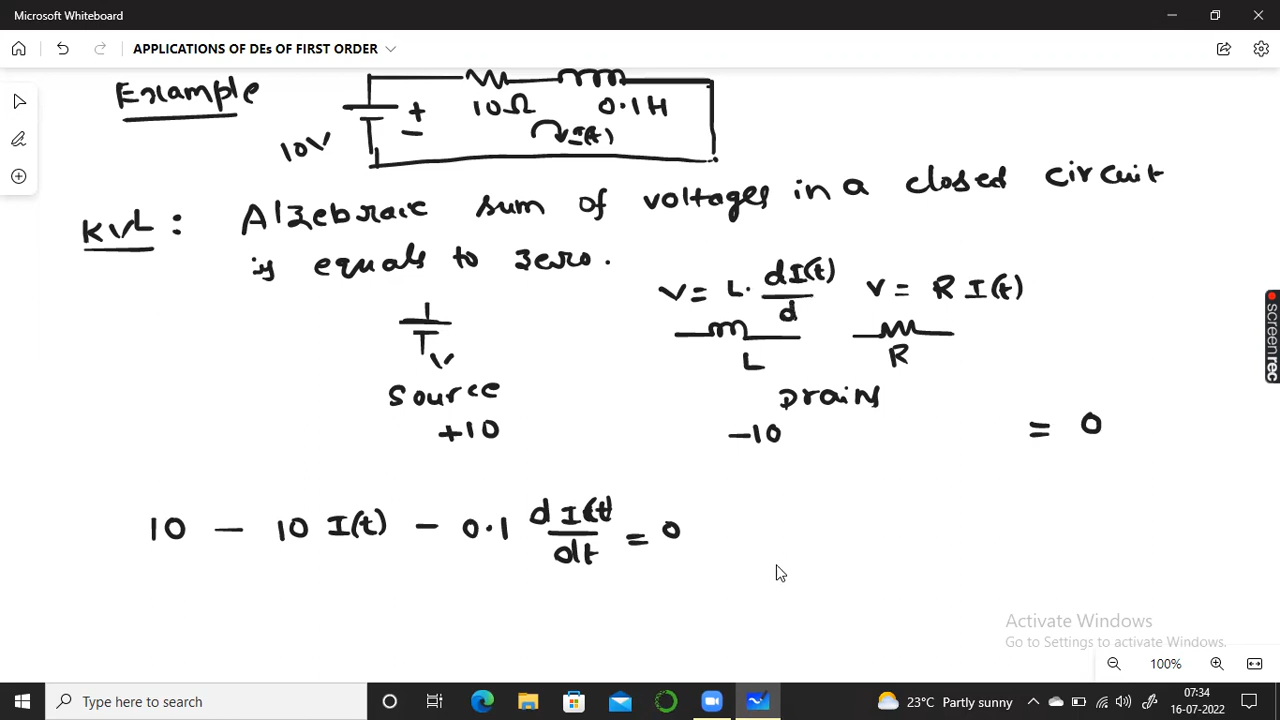 Microsoft Whiteboard
APPLICATIONS OF DEs OF FIRST ORDER
Example
10Ω 0.1H
+
−
10V
I(t)
KVL : Algebraic sum of voltages in a closed circuit
is equals to zero.
V = L. dI(t)/d V = R I(t)
V
L R
Source Drains
+10 −10 = 0
10 − 10 I(t) − 0.1 dI(t)/dt = 0
screenrec
Activate Windows
Go to Settings to activate Windows.
100%
Type here to search
23°C Partly sunny
07:34
16-07-2022